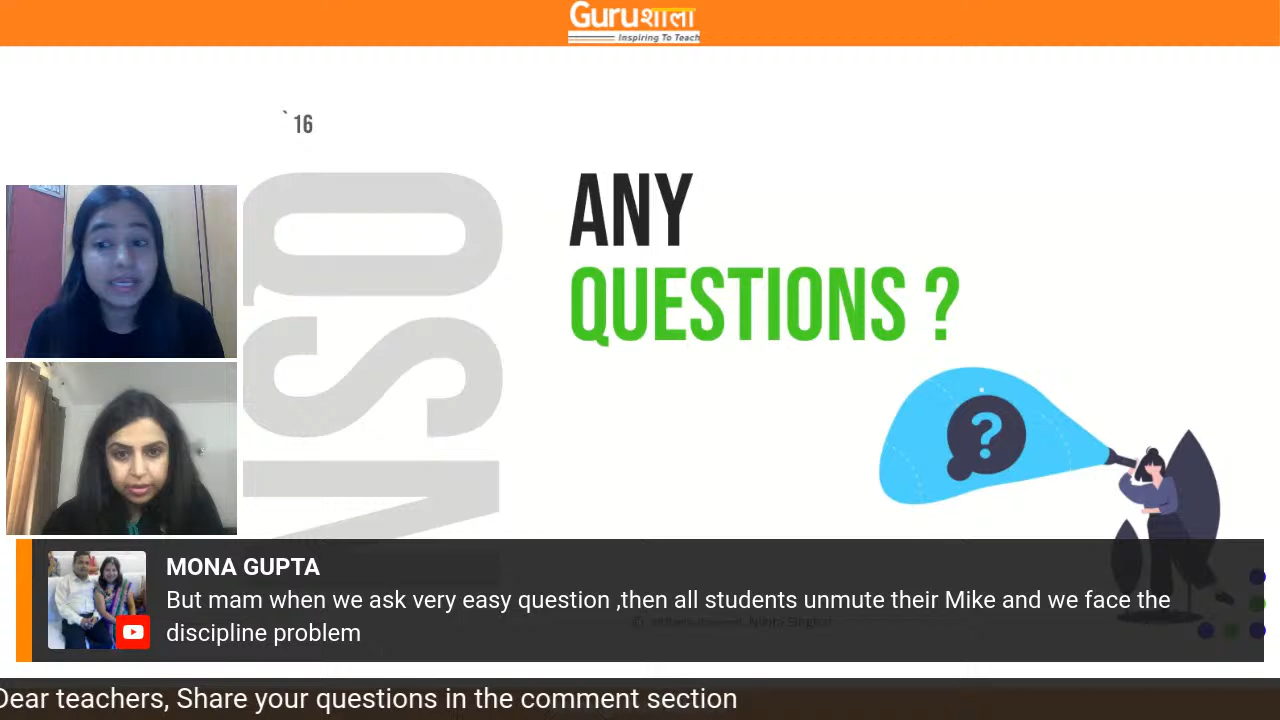 Guruशाला
Inspiring To Teach
` 16
NSO
ANY
QUESTIONS ?
?
MONA GUPTA
But mam when we ask very easy question ,then all students unmute their Mike and we face the
discipline problem
Dear teachers, Share your questions in the comment section